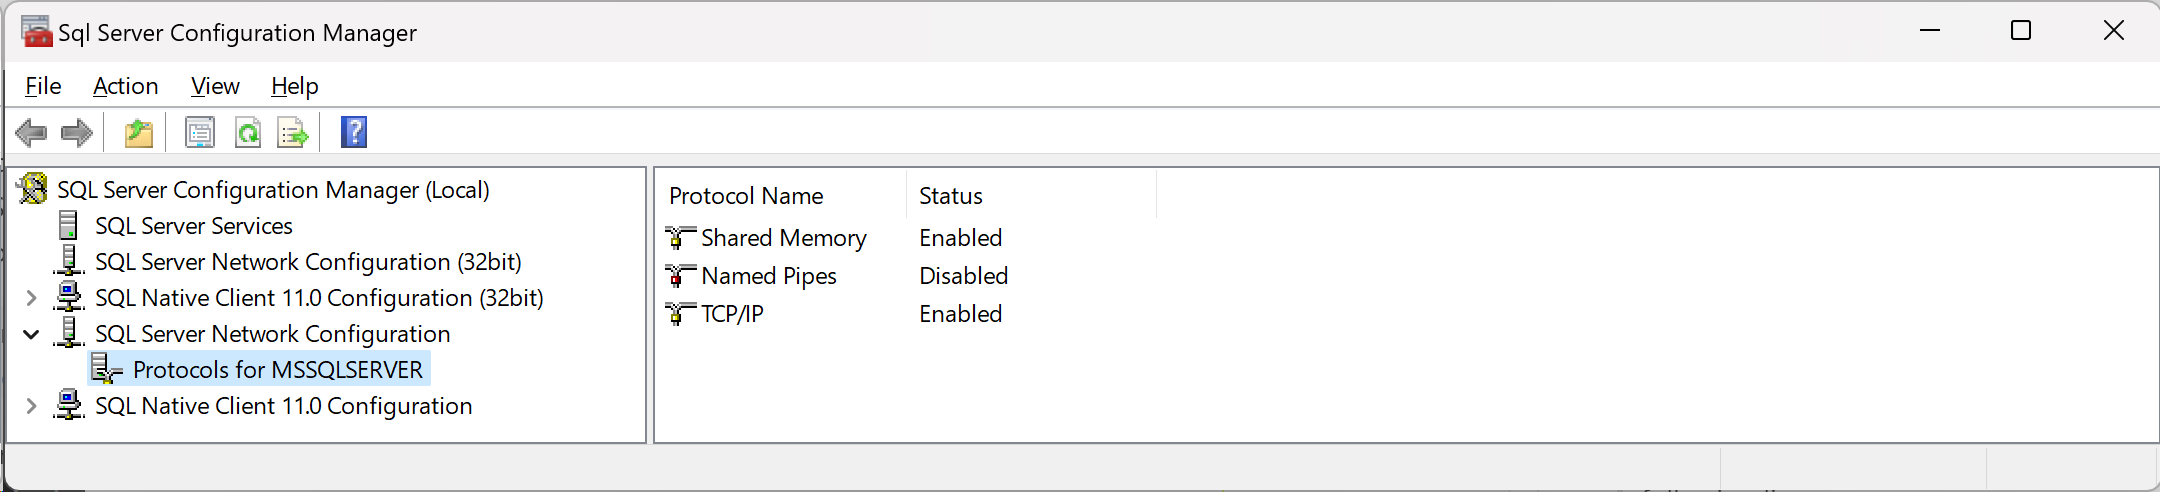 Sql Server Configuration Manager
File Action View Help
SQL Server Configuration Manager (Local)
SQL Server Services
SQL Server Network Configuration (32bit)
SQL Native Client 11.0 Configuration (32bit)
SQL Server Network Configuration
Protocols for MSSQLSERVER
SQL Native Client 11.0 Configuration
Protocol Name Status
Shared Memory Enabled
Named Pipes Disabled
TCP/IP Enabled